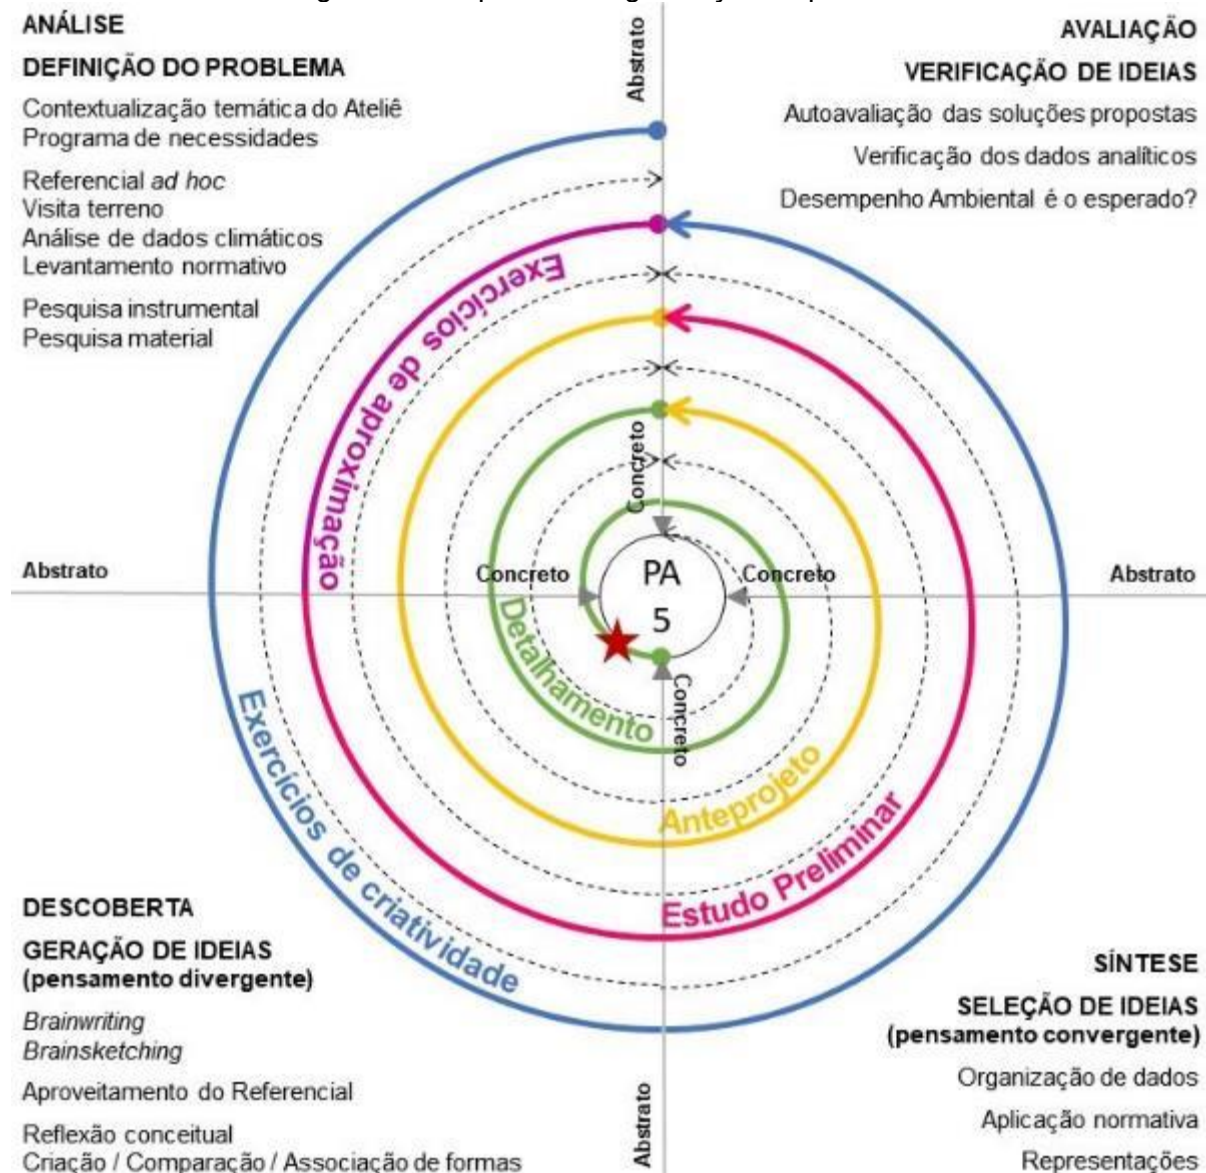 ANÁLISE
DEFINIÇÃO DO PROBLEMA
Contextualização temática do Ateliê
Programa de necessidades
Referencial ad hoc
Visita terreno
Análise de dados climáticos
Levantamento normativo
Pesquisa instrumental
Pesquisa material
Abstrato
AVALIAÇÃO
VERIFICAÇÃO DE IDEIAS
Autoavaliação das soluções propostas
Verificação dos dados analíticos
Desempenho Ambiental é o esperado?
Exercícios de aproximação
Concreto
Abstrato
Concreto
PA
5
Concreto
Abstrato
Detalhamento
Concreto
Anteprojeto
Estudo Preliminar
Exercícios de criatividade
DESCOBERTA
GERAÇÃO DE IDEIAS
(pensamento divergente)
Brainwriting
Brainsketching
Aproveitamento do Referencial
Reflexão conceitual
Criação / Comparação / Associação de formas
Abstrato
SÍNTESE
SELEÇÃO DE IDEIAS
(pensamento convergente)
Organização de dados
Aplicação normativa
Representações